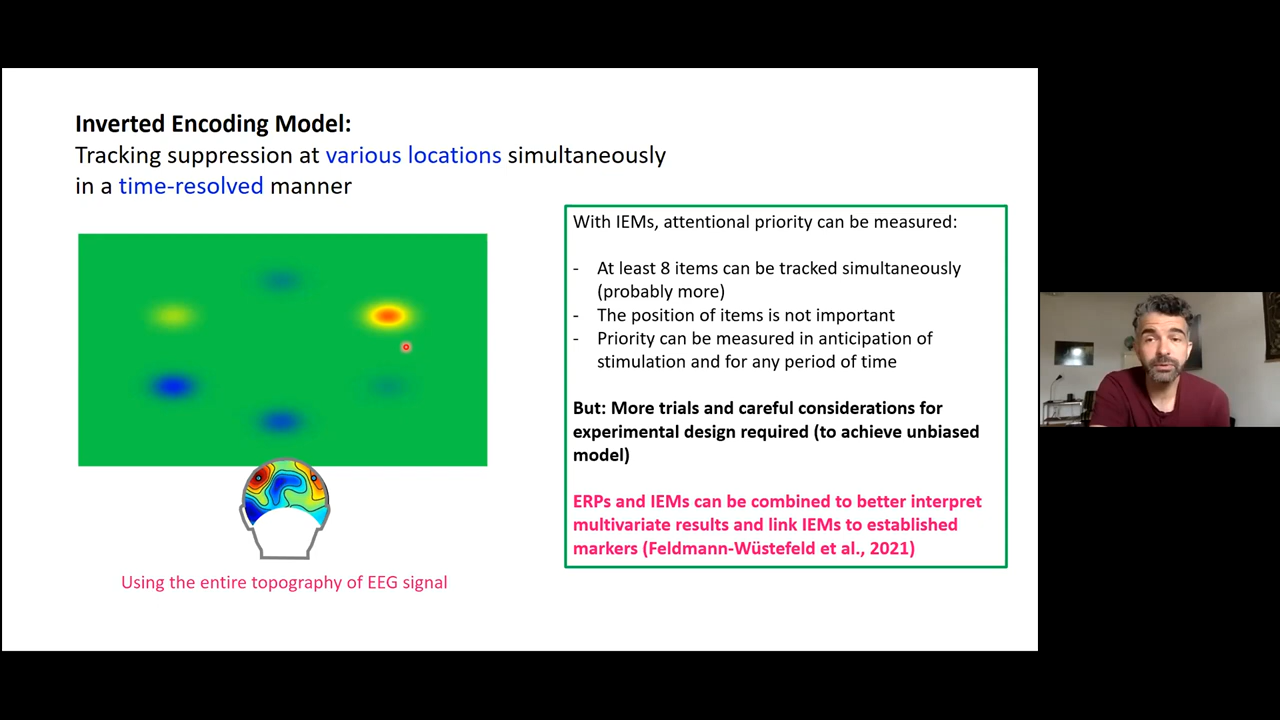 Inverted Encoding Model:
Tracking suppression at various locations simultaneously
in a time-resolved manner
With IEMs, attentional priority can be measured:
- At least 8 items can be tracked simultaneously
(probably more)
- The position of items is not important
- Priority can be measured in anticipation of
stimulation and for any period of time
But: More trials and careful considerations for
experimental design required (to achieve unbiased
model)
ERPs and IEMs can be combined to better interpret
multivariate results and link IEMs to established
markers (Feldmann-Wüstefeld et al., 2021)
Using the entire topography of EEG signal